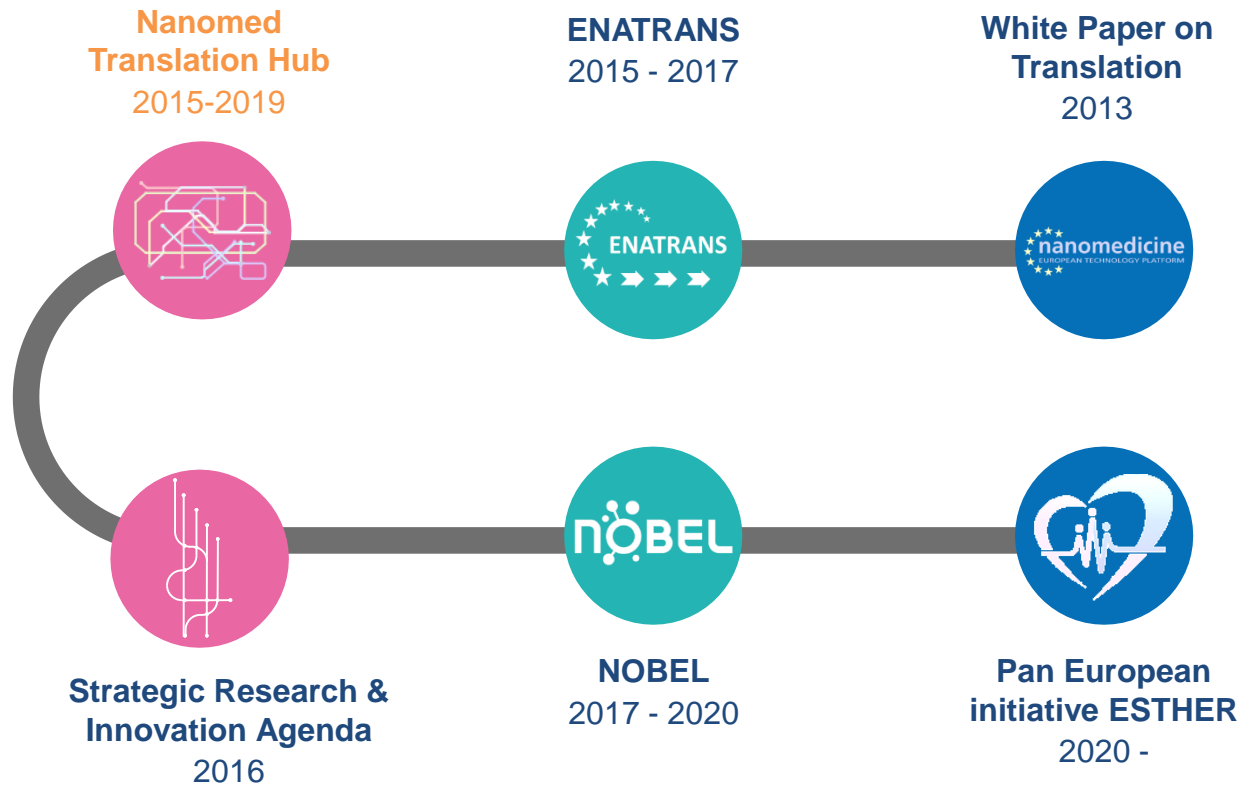 Nanomed
Translation Hub
2015-2019
ENATRANS
2015 - 2017
White Paper on
Translation
2013
ENATRANS
nanomedicine
EUROPEAN TECHNOLOGY PLATFORM
NOBEL
Strategic Research &
Innovation Agenda
2016
NOBEL
2017 - 2020
Pan European
initiative ESTHER
2020 -